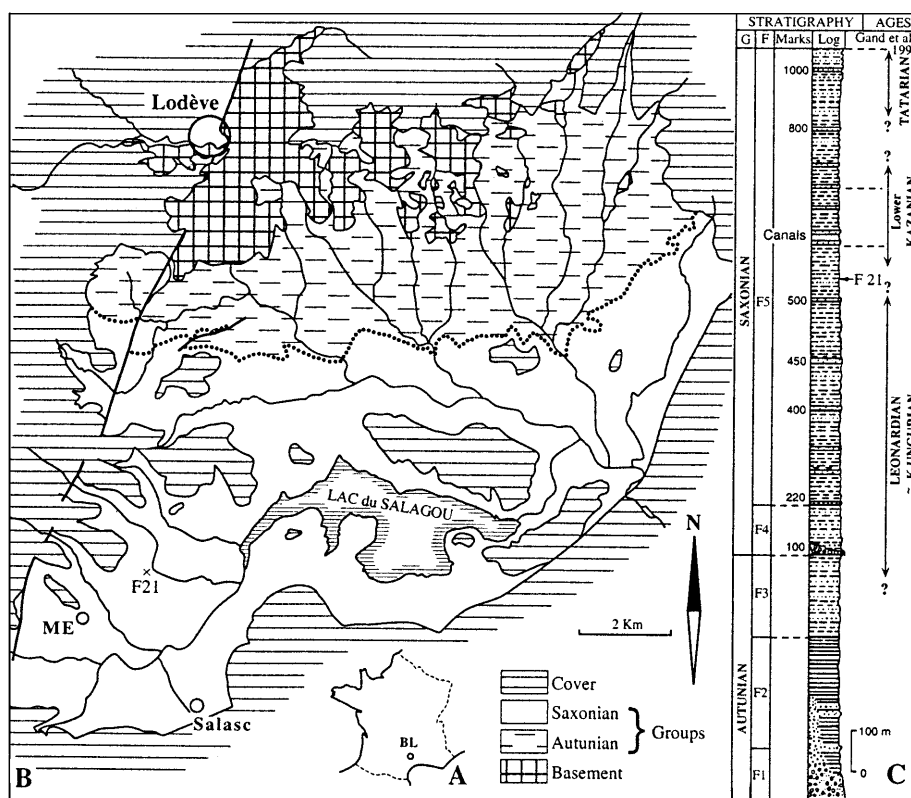 Lodève
LAC du SALAGOU
F21
ME
Salasc
N
2 Km
BL
Cover
Saxonian
Autunian
Groups
Basement
B
A
STRATIGRAPHY
AGES
G
F
Marks
Log
Gand et al
1000
800
Canals
500
450
400
220
100
SAXONIAN
AUTUNIAN
F5
F4
F3
F2
F1
F 21
TATARIAN
?
?
Lower
KAZANIAN
?
LEONARDIAN
~ KUNGURIAN
?
100 m
0
C